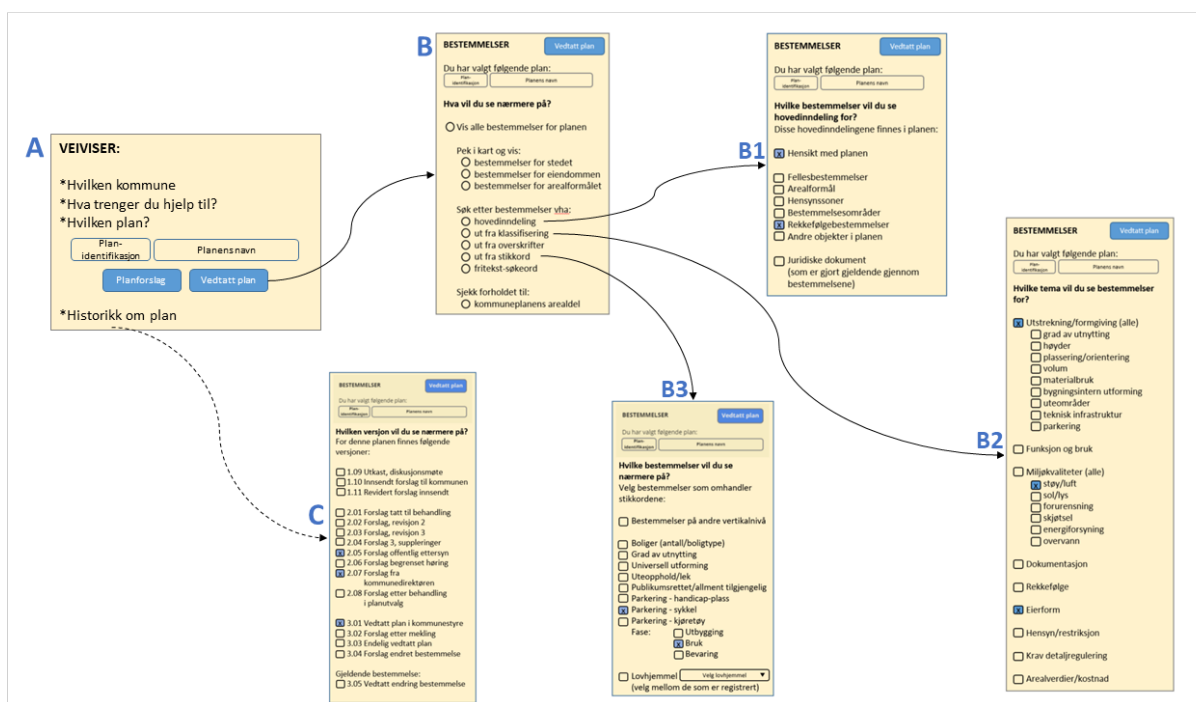 A
VEIVISER:
*Hvilken kommune
*Hva trenger du hjelp til?
*Hvilken plan?
Plan-
identifikasjon
Planens navn
Planforslag
Vedtatt plan
*Historikk om plan
B
BESTEMMELSER
Vedtatt plan
Du har valgt følgende plan:
Plan-
identifikasjon
Planens navn
Hva vil du se nærmere på?
Vis alle bestemmelser for planen
Pek i kart og vis:
bestemmelser for stedet
bestemmelser for eiendommen
bestemmelser for arealformålet
Søk etter bestemmelser vha:
hovedinndeling
ut fra klassifisering
ut fra overskrifter
ut fra stikkord
fritekst-søkeord
Sjekk forholdet til:
kommuneplanens arealdel
B1
BESTEMMELSER
Vedtatt plan
Du har valgt følgende plan:
Plan-
identifikasjon
Planens navn
Hvilke bestemmelser vil du se
hovedinndeling for?
Disse hovedinndelingene finnes i planen:
x Hensikt med planen
Fellesbestemmelser
Arealformål
Hensynssoner
Bestemmelsesområder
x Rekkefølgebestemmelser
Andre objekter i planen
Juridiske dokument
(som er gjort gjeldende gjennom
bestemmelsene)
B2
BESTEMMELSER
Vedtatt plan
Du har valgt følgende plan:
Plan-
identifikasjon
Planens navn
Hvilke tema vil du se bestemmelser
for?
x Utstrekning/formgiving (alle)
grad av utnytting
høyder
plassering/orientering
volum
materialbruk
bygningsintern utforming
uteområder
teknisk infrastruktur
parkering
Funksjon og bruk
Miljøkvaliteter (alle)
x støy/luft
sol/lys
forurensning
skjøtsel
energiforsyning
overvann
Dokumentasjon
Rekkefølge
x Eierform
Hensyn/restriksjon
Krav detaljregulering
Arealverdier/kostnad
B3
BESTEMMELSER
Vedtatt plan
Du har valgt følgende plan:
Plan-
identifikasjon
Planens navn
Hvilke bestemmelser vil du se
nærmere på?
Velg bestemmelser som omhandler
stikkordene:
Bestemmelser på andre vertikalnivå
Boliger (antall/boligtype)
Grad av utnytting
Universell utforming
Uteopphold/lek
Publikumsrettet/allment tilgjengelig
Parkering - handicap-plass
x Parkering - sykkel
Parkering - kjøretøy
Fase: Utbygging
x Bruk
Bevaring
Lovhjemmel Velg lovhjemmel
(velg mellom de som er registrert)
C
BESTEMMELSER
Vedtatt plan
Du har valgt følgende plan:
Plan-
identifikasjon
Planens navn
Hvilken versjon vil du se nærmere på?
For denne planen finnes følgende
versjoner:
1.09 Utkast, diskusjonsmøte
1.10 Innsendt forslag til kommunen
1.11 Revidert forslag innsendt
2.01 Forslag tatt til behandling
2.02 Forslag, revisjon 2
2.03 Forslag, revisjon 3
2.04 Forslag 3, suppleringer
x 2.05 Forslag offentlig ettersyn
2.06 Forslag begrenset høring
x 2.07 Forslag fra
kommunedirektøren
2.08 Forslag etter behandling
i planutvalg
x 3.01 Vedtatt plan i kommunestyre
3.02 Forslag etter mekling
3.03 Endelig vedtatt plan
3.04 Forslag endret bestemmelse
Gjeldende bestemmelse:
3.05 Vedtatt endring bestemmelse